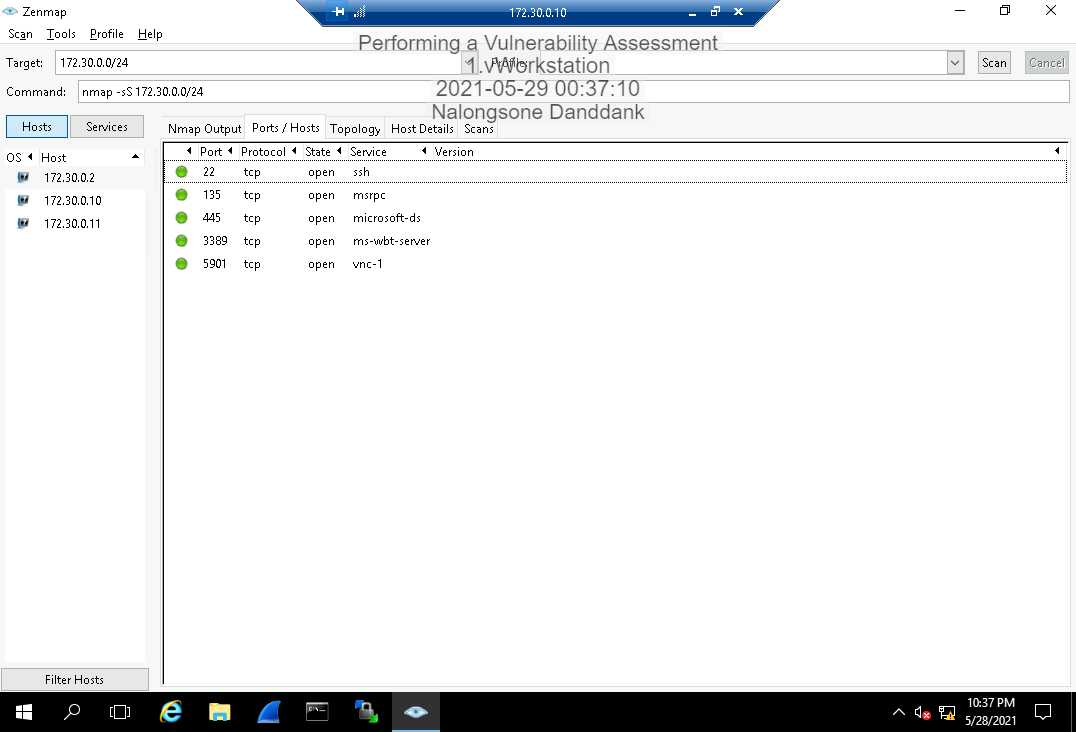 Zenmap
172.30.0.10
Scan Tools Profile Help
Performing a Vulnerability Assessment
Target: 172.30.0.0/24 Profile: Scan Cancel
1. vWorkstation
Command: nmap -sS 172.30.0.0/24
2021-05-29 00:37:10
Nalongsone Danddank
Hosts Services
Nmap Output Ports / Hosts Topology Host Details Scans
OS Host
Port Protocol State Service Version
172.30.0.2
172.30.0.10
172.30.0.11
22 tcp open ssh
135 tcp open msrpc
445 tcp open microsoft-ds
3389 tcp open ms-wbt-server
5901 tcp open vnc-1
Filter Hosts
10:37 PM
5/28/2021